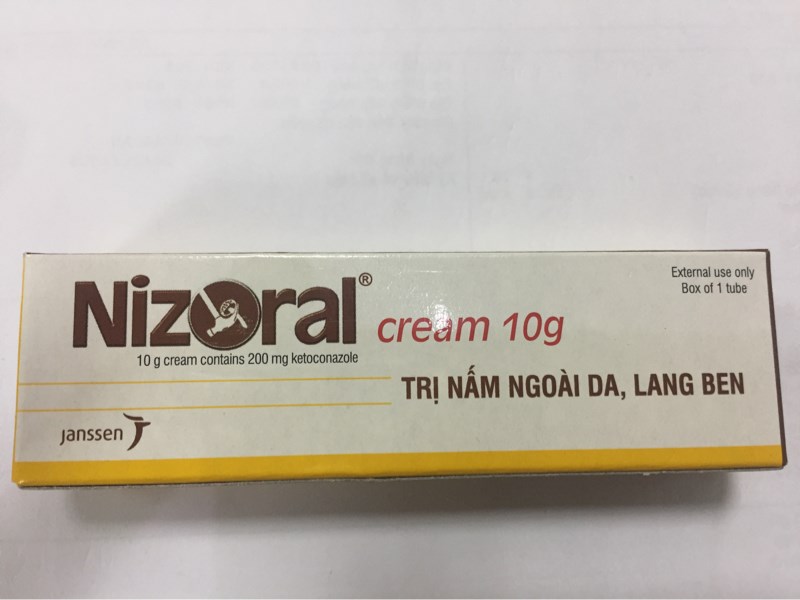 Nizoral®
cream 10g
External use only
Box of 1 tube
10 g cream contains 200 mg ketoconazole
TRỊ NẤM NGOÀI DA, LANG BEN
janssen